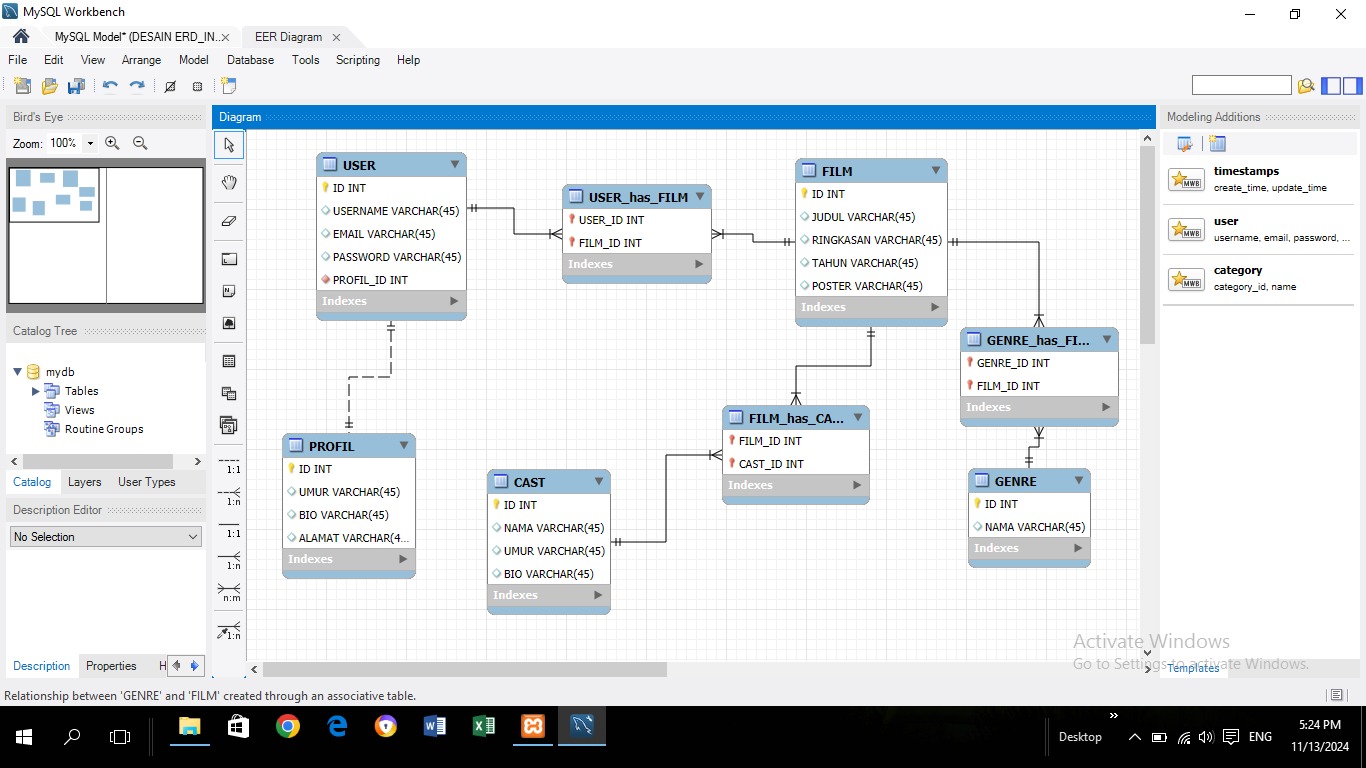 MySQL Workbench
MySQL Model* (DESAIN ERD_IN..
EER Diagram
File Edit View Arrange Model Database Tools Scripting Help
Bird's Eye
Zoom: 100%
Catalog Tree
mydb
Tables
Views
Routine Groups
Catalog Layers User Types
Description Editor
No Selection
Description Properties H
Diagram
1:1
1:n
1:1
1:n
n:m
1:n
USER
ID INT
USERNAME VARCHAR(45)
EMAIL VARCHAR(45)
PASSWORD VARCHAR(45)
PROFIL_ID INT
Indexes
USER_has_FILM
USER_ID INT
FILM_ID INT
Indexes
FILM
ID INT
JUDUL VARCHAR(45)
RINGKASAN VARCHAR(45)
TAHUN VARCHAR(45)
POSTER VARCHAR(45)
Indexes
GENRE_has_FI...
GENRE_ID INT
FILM_ID INT
Indexes
FILM_has_CA...
FILM_ID INT
CAST_ID INT
Indexes
PROFIL
ID INT
UMUR VARCHAR(45)
BIO VARCHAR(45)
ALAMAT VARCHAR(4...
Indexes
CAST
ID INT
NAMA VARCHAR(45)
UMUR VARCHAR(45)
BIO VARCHAR(45)
Indexes
GENRE
ID INT
NAMA VARCHAR(45)
Indexes
Modeling Additions
MWB
timestamps
create_time, update_time
MWB
user
username, email, password, ...
MWB
category
category_id, name
Activate Windows
Go to Settings to activate Windows.
Templates
Relationship between 'GENRE' and 'FILM' created through an associative table.
Desktop
ENG
5:24 PM
11/13/2024